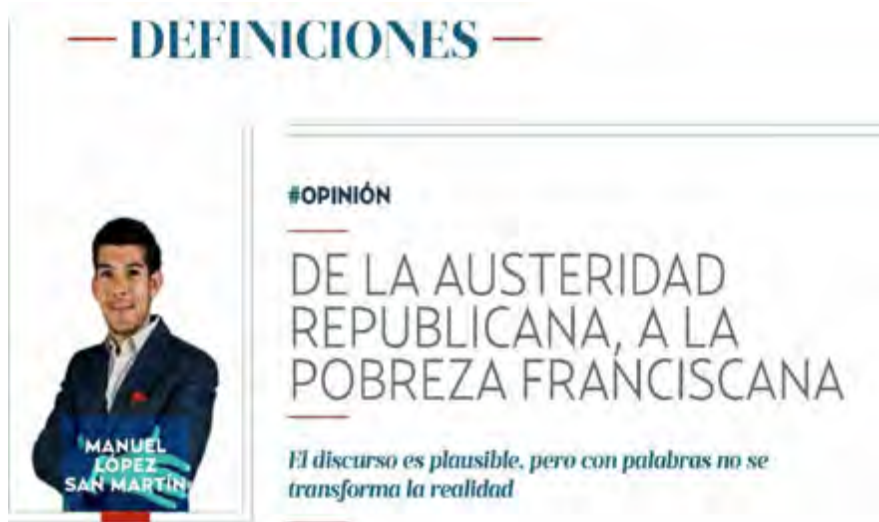 DEFINICIONES
#OPINIÓN
DE LA AUSTERIDAD
REPUBLICANA, A LA
POBREZA FRANCISCANA
El discurso es plausible, pero con palabras no se
transforma la realidad
MANUEL
LÓPEZ
SAN MARTÍN